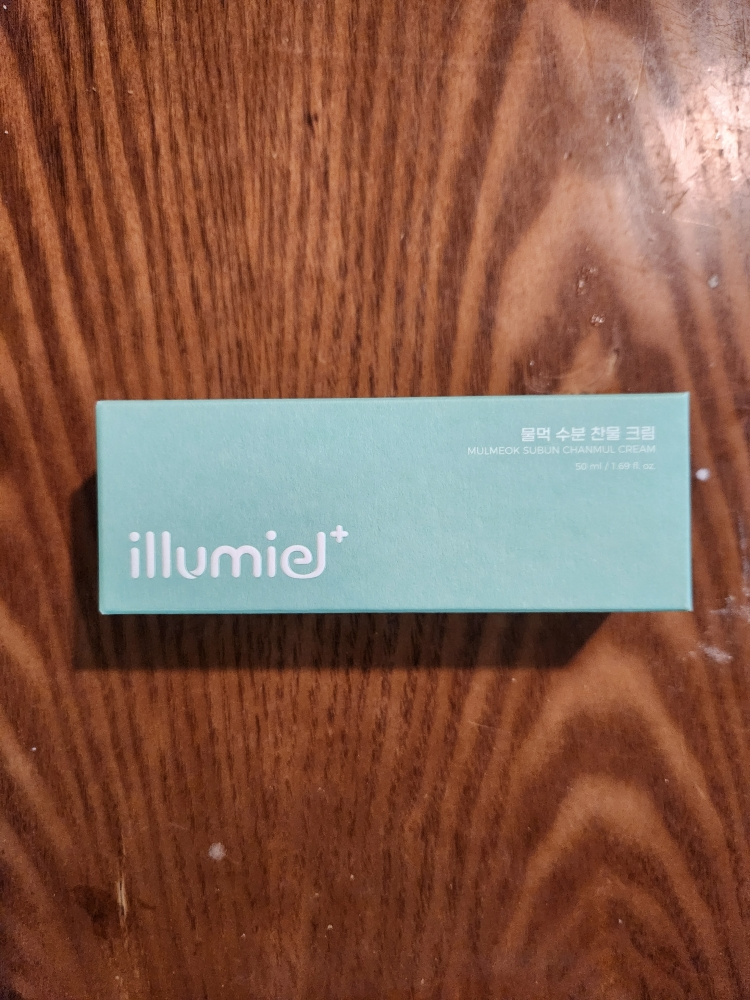 물먹 수분 찬물 크림
MULMEOK SUBUN CHANMUL CREAM
50 ml / 1.69 fl. oz.
illumiel+